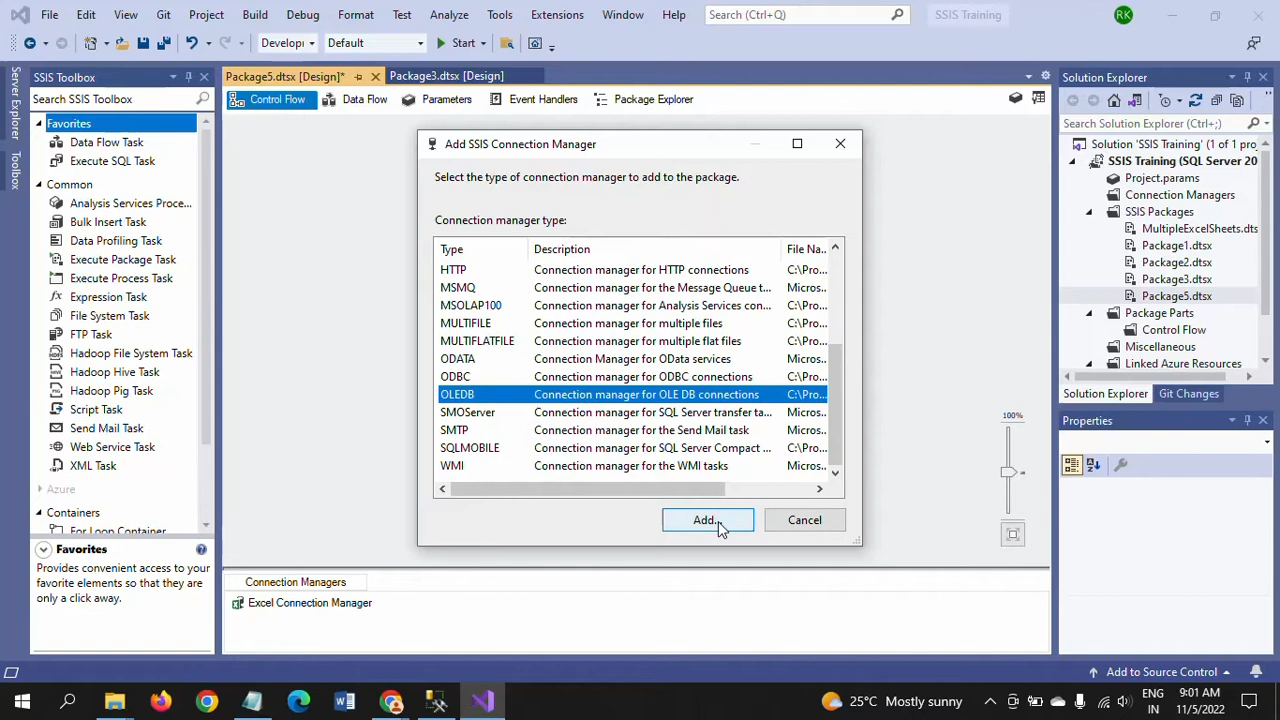 File Edit View Git Project Build Debug Format Test Analyze Tools Extensions Window Help Search (Ctrl+Q) SSIS Training RK
Developi Default Start
Server Explorer
Toolbox
SSIS Toolbox
Search SSIS Toolbox
Favorites
Data Flow Task
Execute SQL Task
Common
Analysis Services Proce...
Bulk Insert Task
Data Profiling Task
Execute Package Task
Execute Process Task
Expression Task
File System Task
FTP Task
Hadoop File System Task
Hadoop Hive Task
Hadoop Pig Task
Script Task
Send Mail Task
Web Service Task
XML Task
Azure
Containers
For Loop Container
Favorites
Provides convenient access to your
favorite elements so that they are
only a click away.
Package5.dtsx [Design]* Package3.dtsx [Design]
Control Flow Data Flow Parameters Event Handlers Package Explorer
Add SSIS Connection Manager
Select the type of connection manager to add to the package.
Connection manager type:
Type Description File Na..
HTTP Connection manager for HTTP connections C:\Pro...
MSMQ Connection manager for the Message Queue t... Micros..
MSOLAP100 Connection manager for Analysis Services con... C:\Pro...
MULTIFILE Connection manager for multiple files C:\Pro...
MULTIFLATFILE Connection manager for multiple flat files C:\Pro...
ODATA Connection Manager for OData services Micros..
ODBC Connection manager for ODBC connections C:\Pro...
OLEDB Connection manager for OLE DB connections C:\Pro...
SMOServer Connection manager for SQL Server transfer ta... Micros..
SMTP Connection manager for the Send Mail task Micros..
SQLMOBILE Connection manager for SQL Server Compact ... C:\Pro...
WMI Connection manager for the WMI tasks Micros..
Add... Cancel
100%
Connection Managers
Excel Connection Manager
Solution Explorer
Search Solution Explorer (Ctrl+;)
Solution 'SSIS Training' (1 of 1 proj
SSIS Training (SQL Server 20
Project.params
Connection Managers
SSIS Packages
MultipleExcelSheets.dts
Package1.dtsx
Package2.dtsx
Package3.dtsx
Package5.dtsx
Package Parts
Control Flow
Miscellaneous
Linked Azure Resources
Solution Explorer Git Changes
Properties
Add to Source Control
25°C Mostly sunny
ENG
IN
9:01 AM
11/5/2022